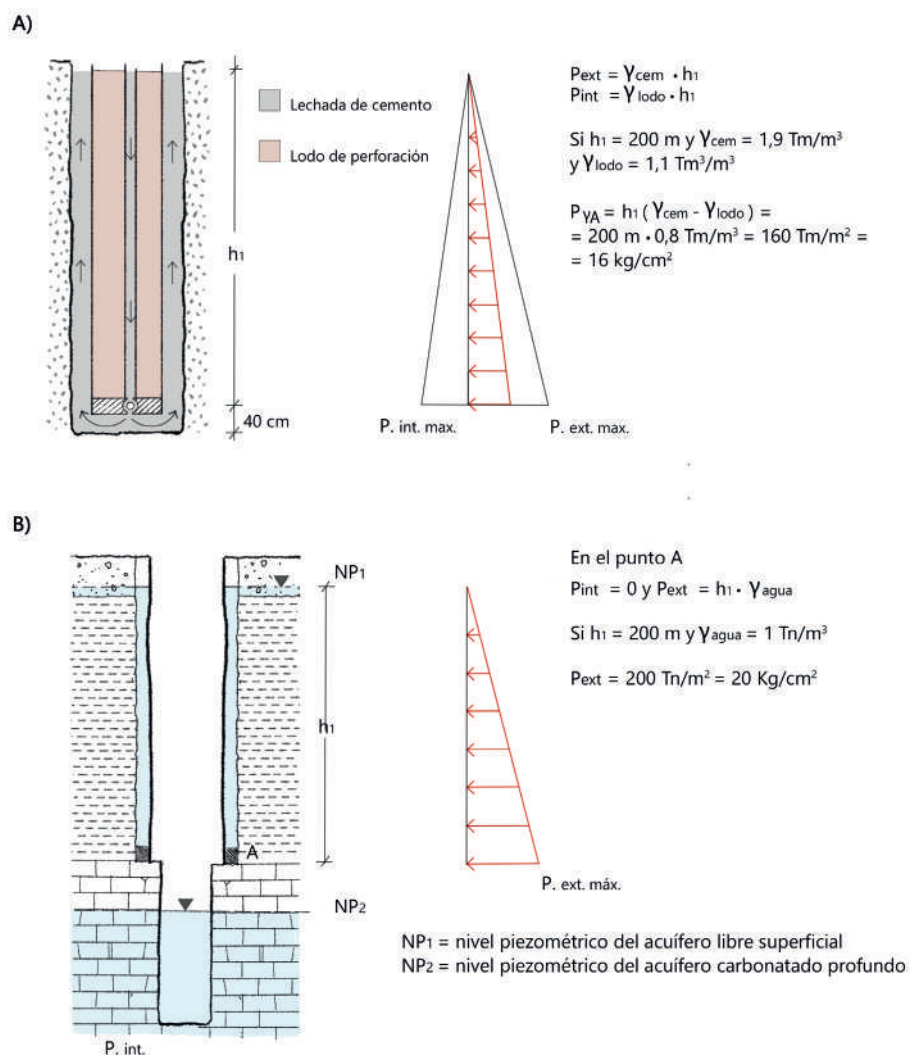 A)
h1
40 cm
Lechada de cemento
Lodo de perforación
P. int. max.
P. ext. max.
Pext = γcem · h1
Pint = γlodo · h1
Si h1 = 200 m y γcem = 1,9 Tm/m³
y γlodo = 1,1 Tm³/m³
PγA = h1 ( γcem - γlodo ) =
= 200 m · 0,8 Tm/m³ = 160 Tm/m² =
= 16 kg/cm²
B)
NP1
h1
A
NP2
P. int.
P. ext. máx.
En el punto A
Pint = 0 y Pext = h1 · γagua
Si h1 = 200 m y γagua = 1 Tn/m³
Pext = 200 Tn/m² = 20 Kg/cm²
NP1 = nivel piezométrico del acuífero libre superficial
NP2 = nivel piezométrico del acuífero carbonatado profundo